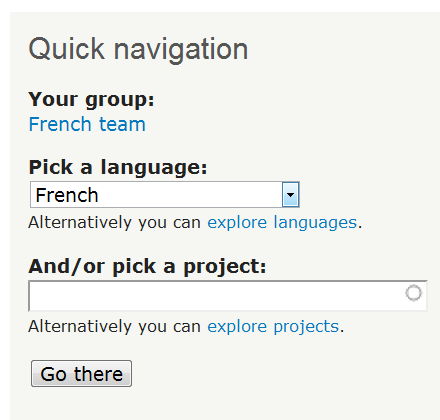 Quick navigation
Your group:
French team
Pick a language:
French
Alternatively you can explore languages.
And/or pick a project:
Alternatively you can explore projects.
Go there